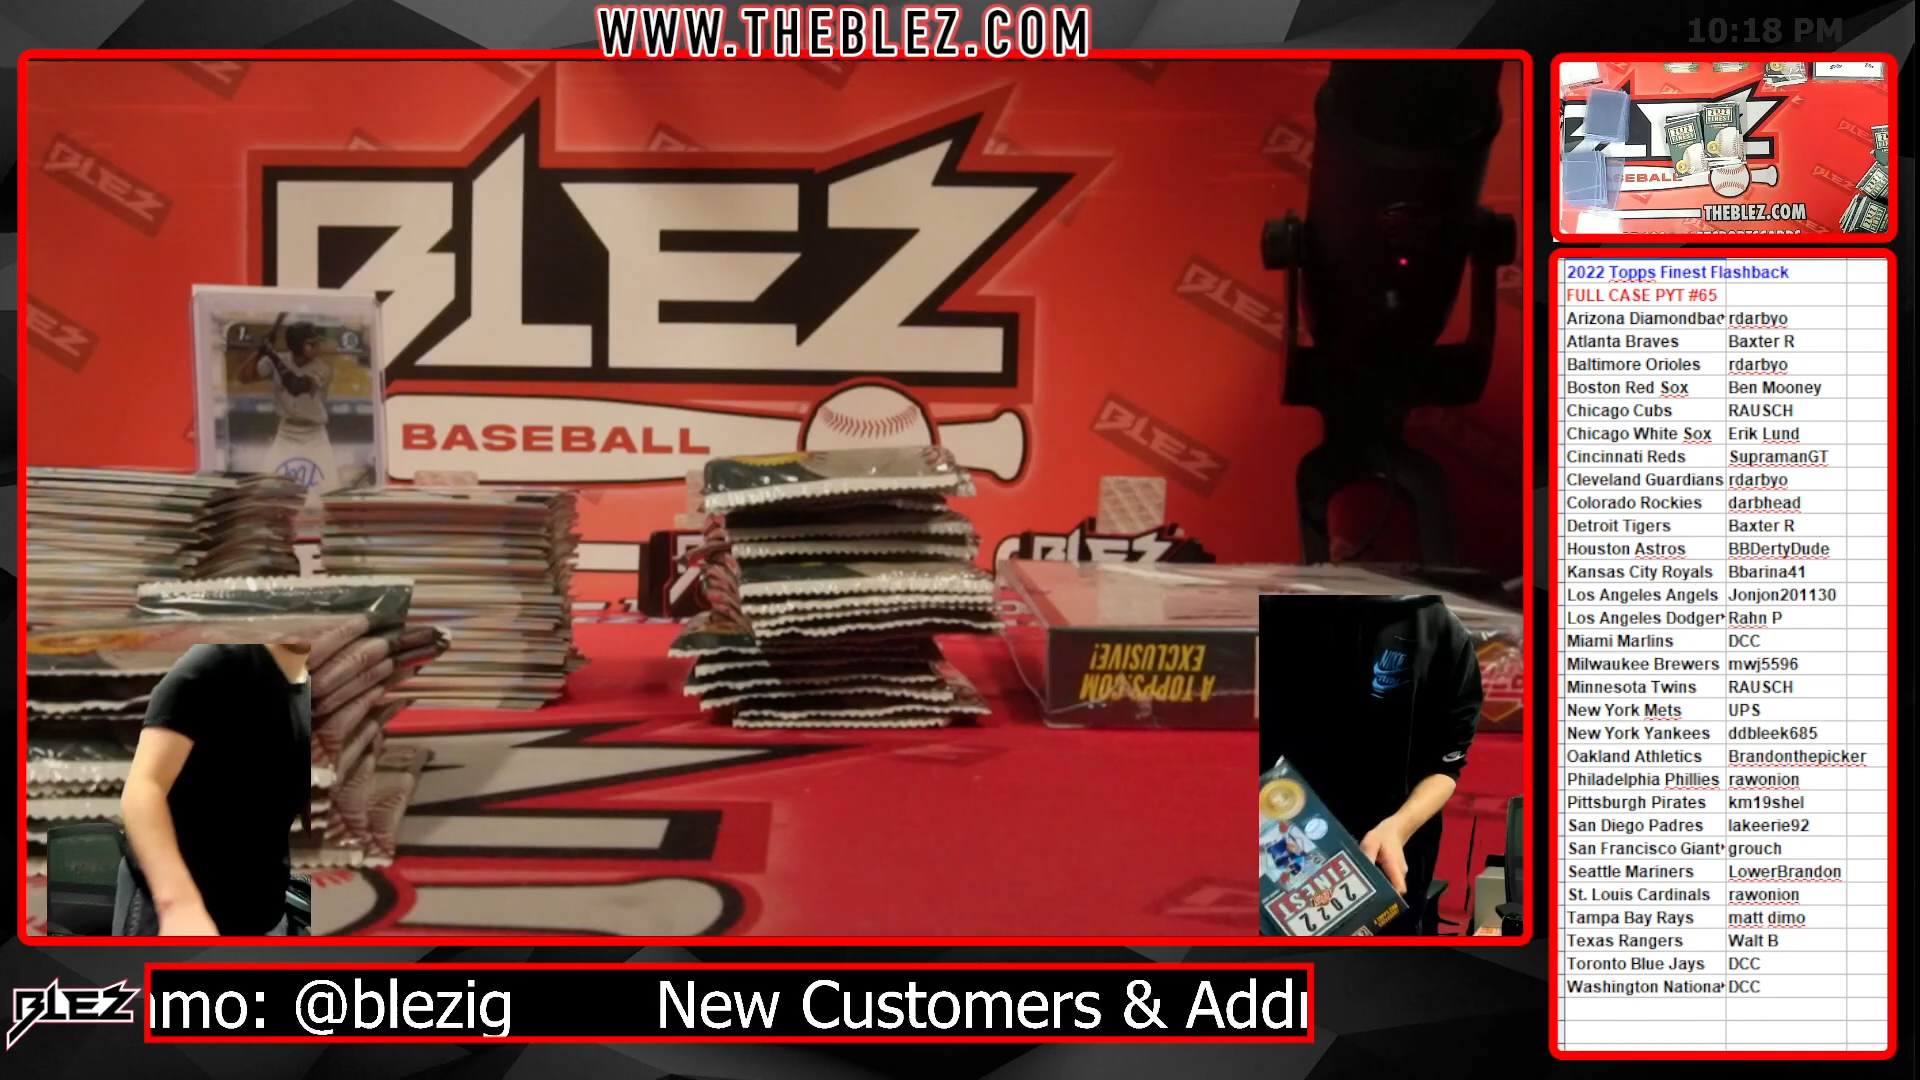 WWW.THEBLEZ.COM
10:18 PM
BLEZ
BASEBALL
A TOPPS.COM
EXCLUSIVE!
2022
FINEST
NIKE
FINEST
FINEST
BASEBALL
THEBLEZ.COM
2022 Topps Finest Flashback
FULL CASE PYT #65
Arizona Diamondbac rdarbyo
Atlanta Braves Baxter R
Baltimore Orioles rdarbyo
Boston Red Sox Ben Mooney
Chicago Cubs RAUSCH
Chicago White Sox Erik Lund
Cincinnati Reds SupramanGT
Cleveland Guardians rdarbyo
Colorado Rockies darbhead
Detroit Tigers Baxter R
Houston Astros BBDertyDude
Kansas City Royals Bbarina41
Los Angeles Angels Jonjon201130
Los Angeles Dodger Rahn P
Miami Marlins DCC
Milwaukee Brewers mwj5596
Minnesota Twins RAUSCH
New York Mets UPS
New York Yankees ddbleek685
Oakland Athletics Brandonthepicker
Philadelphia Phillies rawonion
Pittsburgh Pirates km19shel
San Diego Padres lakeerie92
San Francisco Giant grouch
Seattle Mariners LowerBrandon
St. Louis Cardinals rawonion
Tampa Bay Rays matt dimo
Texas Rangers Walt B
Toronto Blue Jays DCC
Washington Nationa DCC
BLEZ
mo: @blezig New Customers & Add